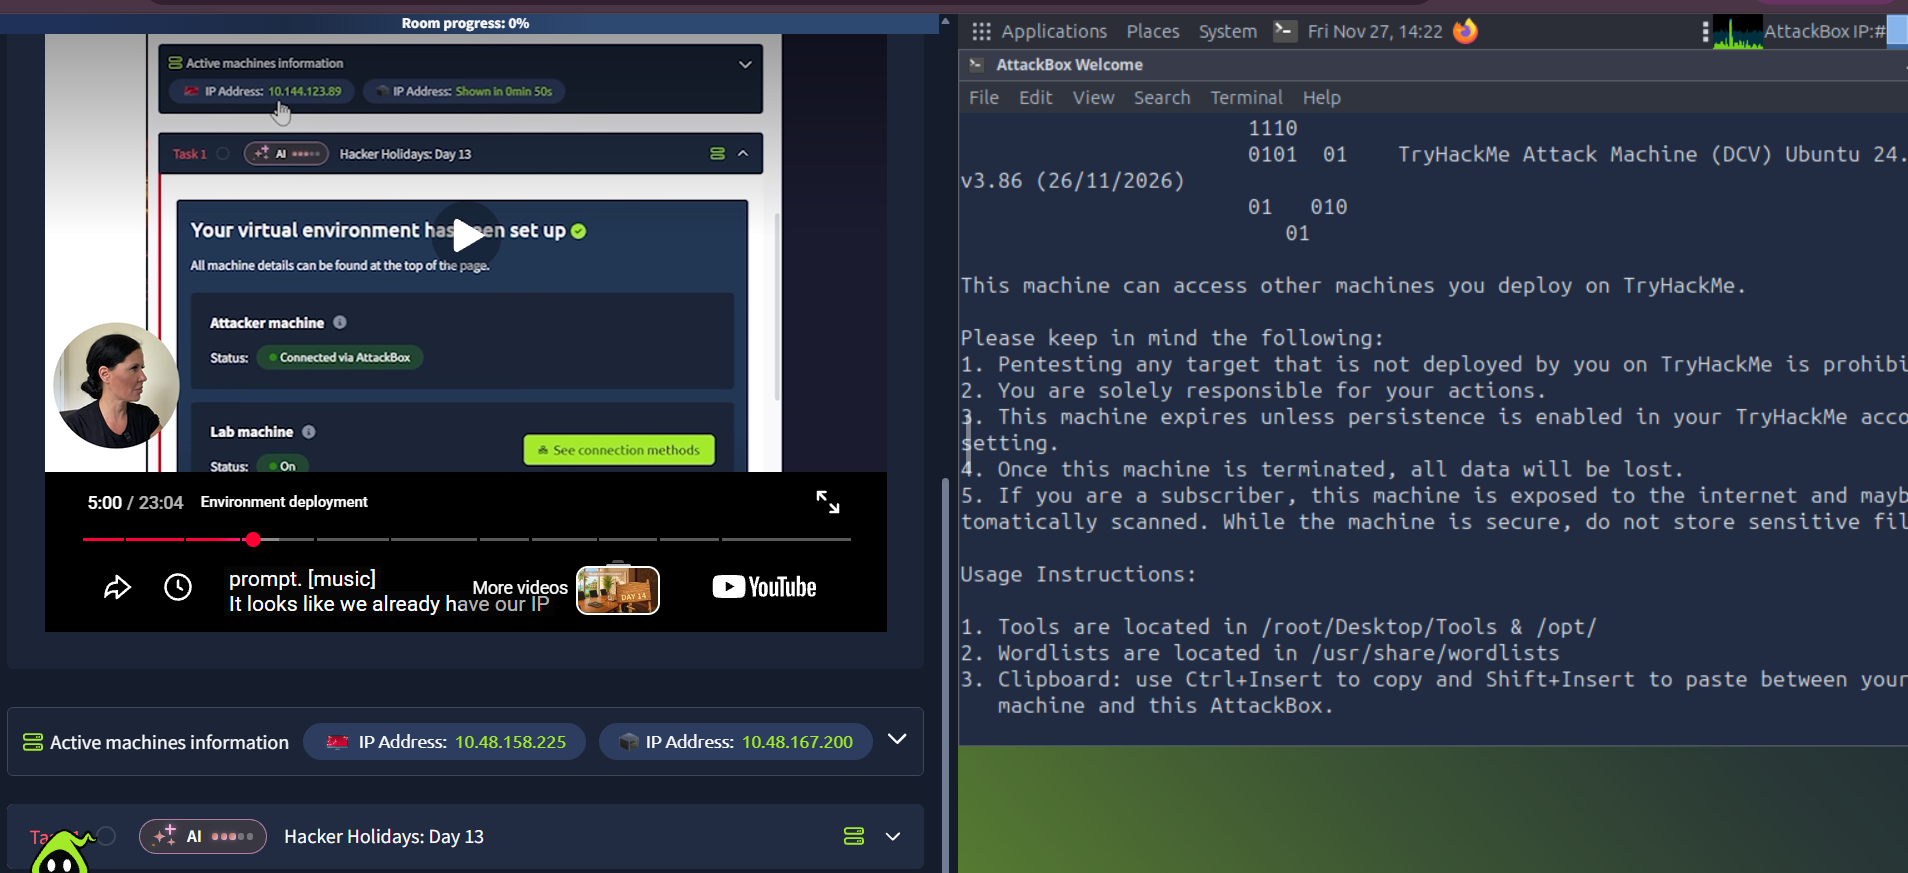 Room progress: 0%
Active machines information
IP Address: 10.144.123.89
IP Address: Shown in 0min 50s
Task 1
AI
Hacker Holidays: Day 13
Your virtual environment has been set up
All machine details can be found at the top of the page.
Attacker machine
Status: Connected via AttackBox
Lab machine
See connection methods
Status: On
5:00 / 23:04 Environment deployment
prompt. [music]
It looks like we already have our IP
More videos
DAY 14
YouTube
Active machines information
IP Address: 10.48.158.225
IP Address: 10.48.167.200
AI
Hacker Holidays: Day 13
Applications Places System Fri Nov 27, 14:22 AttackBox IP:#
AttackBox Welcome
File Edit View Search Terminal Help
1110
0101 01 TryHackMe Attack Machine (DCV) Ubuntu 24.
v3.86 (26/11/2026)
01 010
01
This machine can access other machines you deploy on TryHackMe.
Please keep in mind the following:
1. Pentesting any target that is not deployed by you on TryHackMe is prohibi
2. You are solely responsible for your actions.
3. This machine expires unless persistence is enabled in your TryHackMe acco
setting.
4. Once this machine is terminated, all data will be lost.
5. If you are a subscriber, this machine is exposed to the internet and mayb
tomatically scanned. While the machine is secure, do not store sensitive fil
Usage Instructions:
1. Tools are located in /root/Desktop/Tools & /opt/
2. Wordlists are located in /usr/share/wordlists
3. Clipboard: use Ctrl+Insert to copy and Shift+Insert to paste between your
machine and this AttackBox.